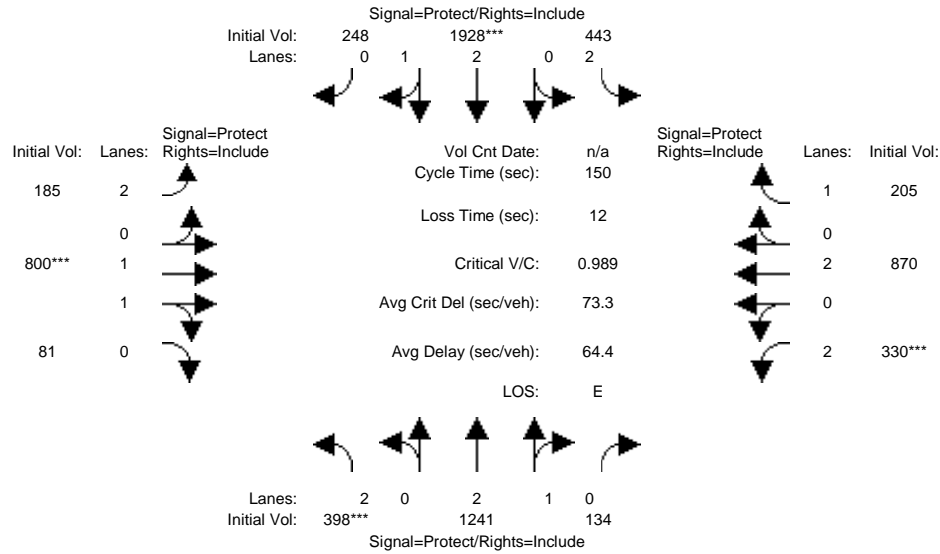 Signal=Protect/Rights=Include
Initial Vol: 248 1928*** 443
Lanes: 0 1 2 0 2
Signal=Protect Signal=Protect
Initial Vol: Lanes: Rights=Include Vol Cnt Date: n/a Rights=Include Lanes: Initial Vol:
Cycle Time (sec): 150
185 2 1 205
Loss Time (sec): 12
0 0
800*** 1 Critical V/C: 0.989 2 870
1 Avg Crit Del (sec/veh): 73.3 0
81 0 Avg Delay (sec/veh): 64.4 2 330***
LOS: E
Lanes: 2 0 2 1 0
Initial Vol: 398*** 1241 134
Signal=Protect/Rights=Include